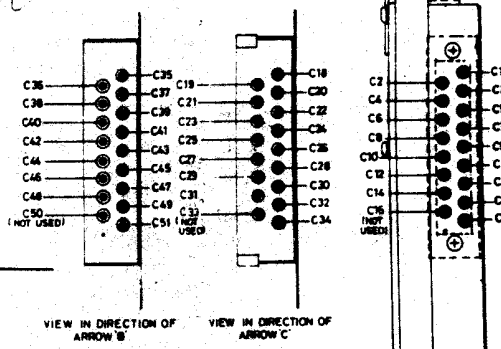 C36
C38
C40
C42
C44
C46
C48
C50
(NOT USED)
C35
C37
C39
C41
C43
C45
C47
C49
C51
VIEW IN DIRECTION OF
ARROW 'B'
C19
C21
C23
C25
C27
C29
C31
C33
(NOT
USED)
C18
C20
C22
C24
C26
C28
C30
C32
C34
VIEW IN DIRECTION OF
ARROW 'C'
C2
C4
C6
C8
C10
C12
C14
C16
(NOT
USED)